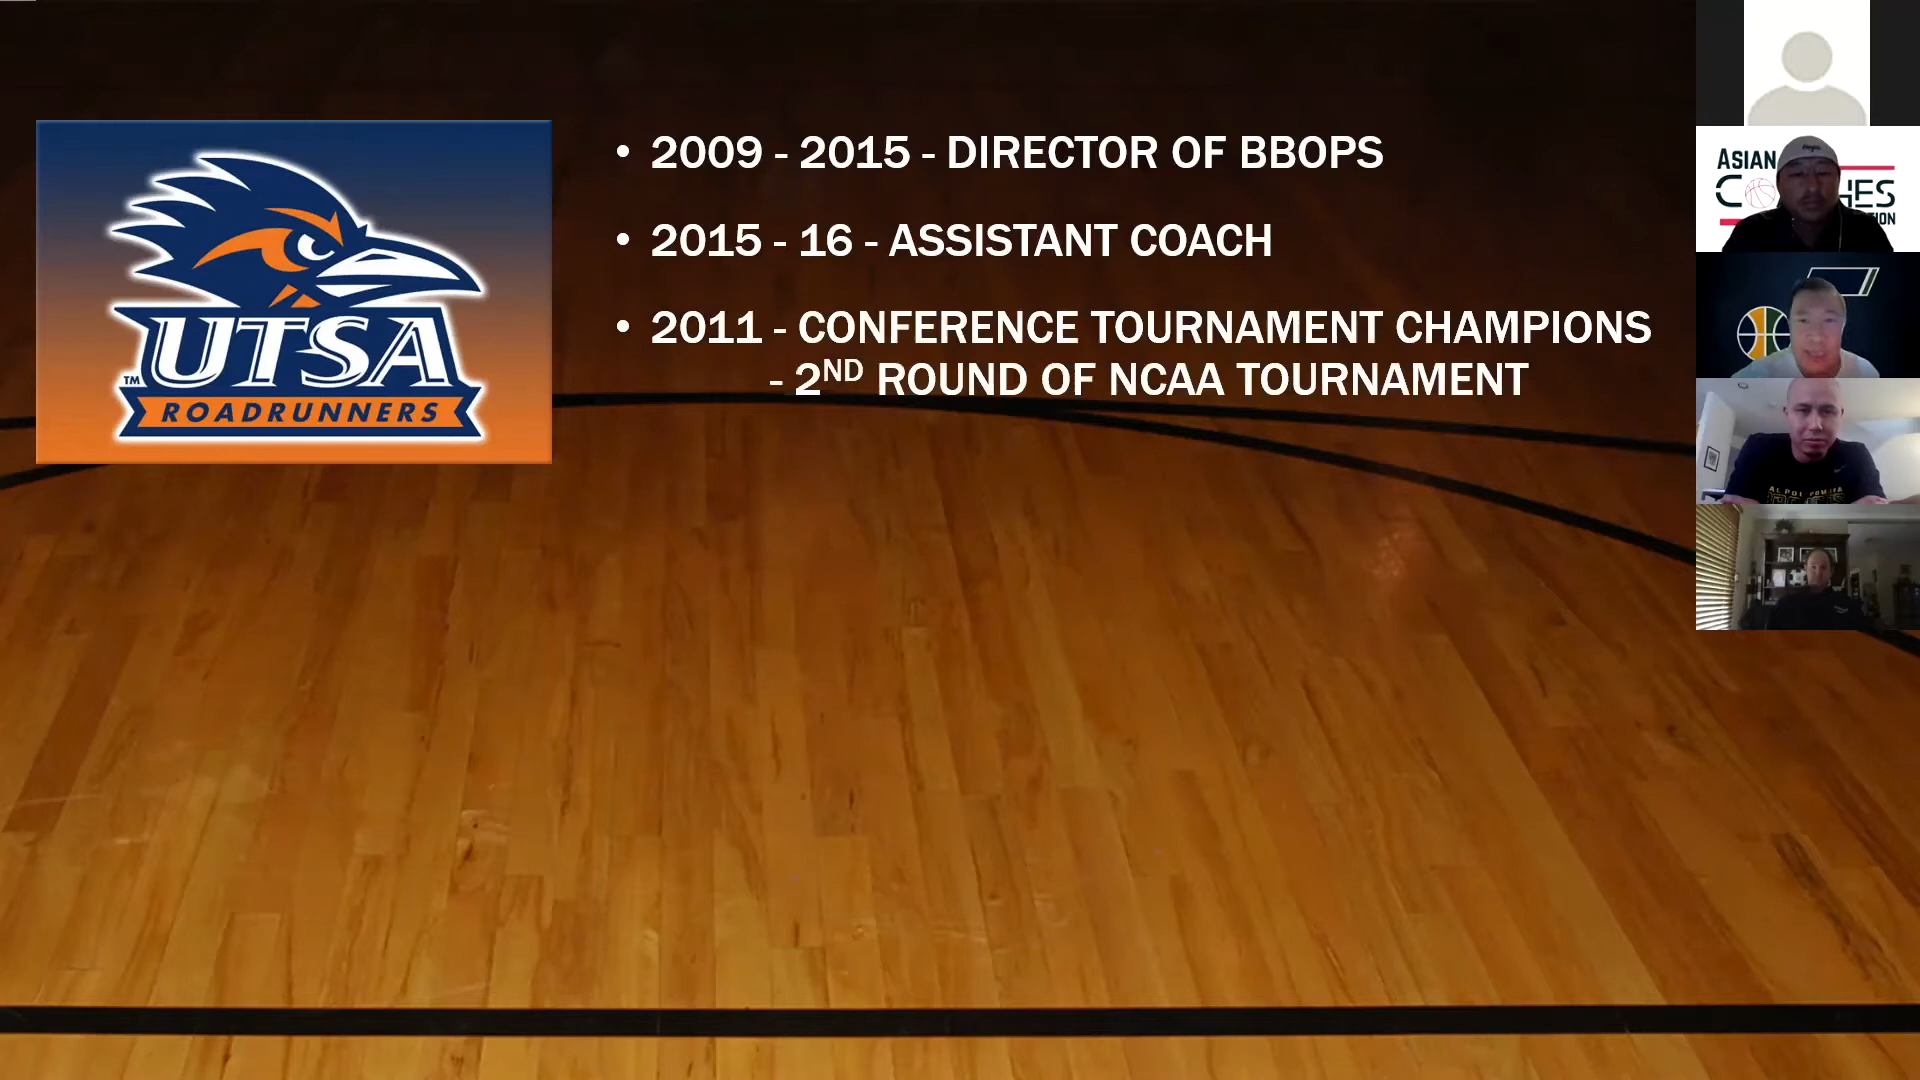 • 2009 - 2015 - DIRECTOR OF BBOPS
• 2015 - 16 - ASSISTANT COACH
• 2011 - CONFERENCE TOURNAMENT CHAMPIONS
- 2ND ROUND OF NCAA TOURNAMENT
UTSA
TM
ROADRUNNERS
ASIAN